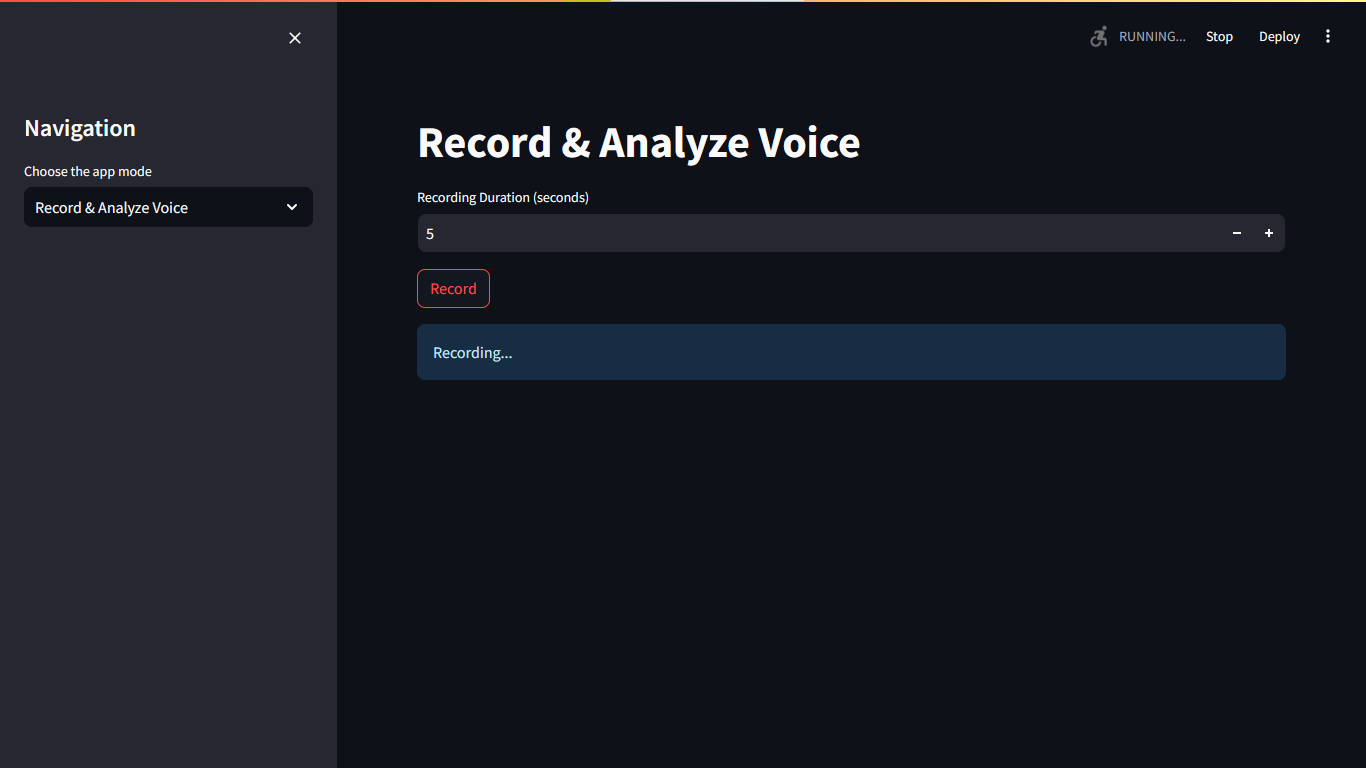 RUNNING...
Stop
Deploy
Navigation
Choose the app mode
Record & Analyze Voice
Record & Analyze Voice
Recording Duration (seconds)
5
Record
Recording...